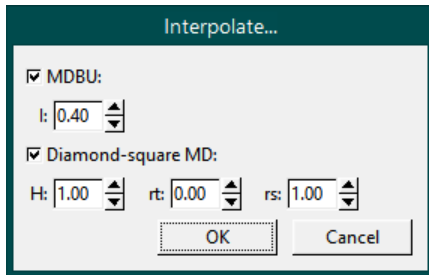 Interpolate...
MDBU:
I: 0.40
Diamond-square MD:
H: 1.00 rt: 0.00 rs: 1.00
OK Cancel